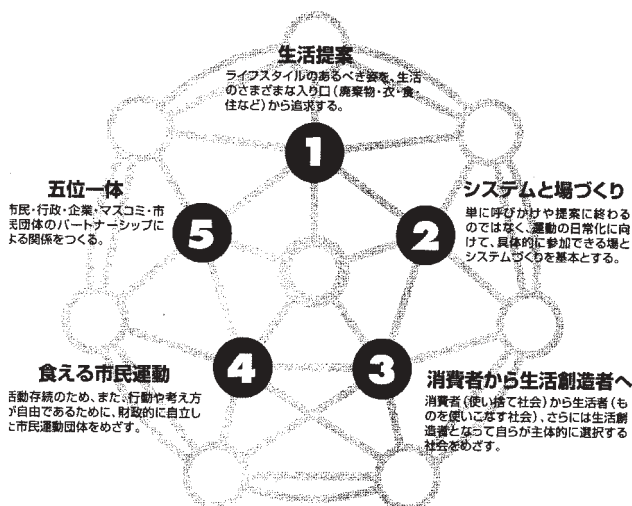 生活提案
ライフスタイルのあるべき姿を、生活
のさまざまな入り口(廃棄物・衣・食・
住など)から追求する。
1
五位一体
市民・行政・企業・マスコミ・市
民団体のパートナーシップに
よる関係をつくる。
5
システムと場づくり
単に呼びかけや提案に終わる
のではなく、運動の日常化に向
けて、具体的に参加できる場と
システムづくりを基本とする。
2
食える市民運動
活動存続のため、また、行動や考え方
が自由であるために、財政的に自立し
た市民運動団体をめざす。
4
消費者から生活創造者へ
消費者(使い捨て社会)から生活者(も
のを使いこなす社会)、さらには生活創
造者となって自らが主体的に選択する
社会をめざす。
3